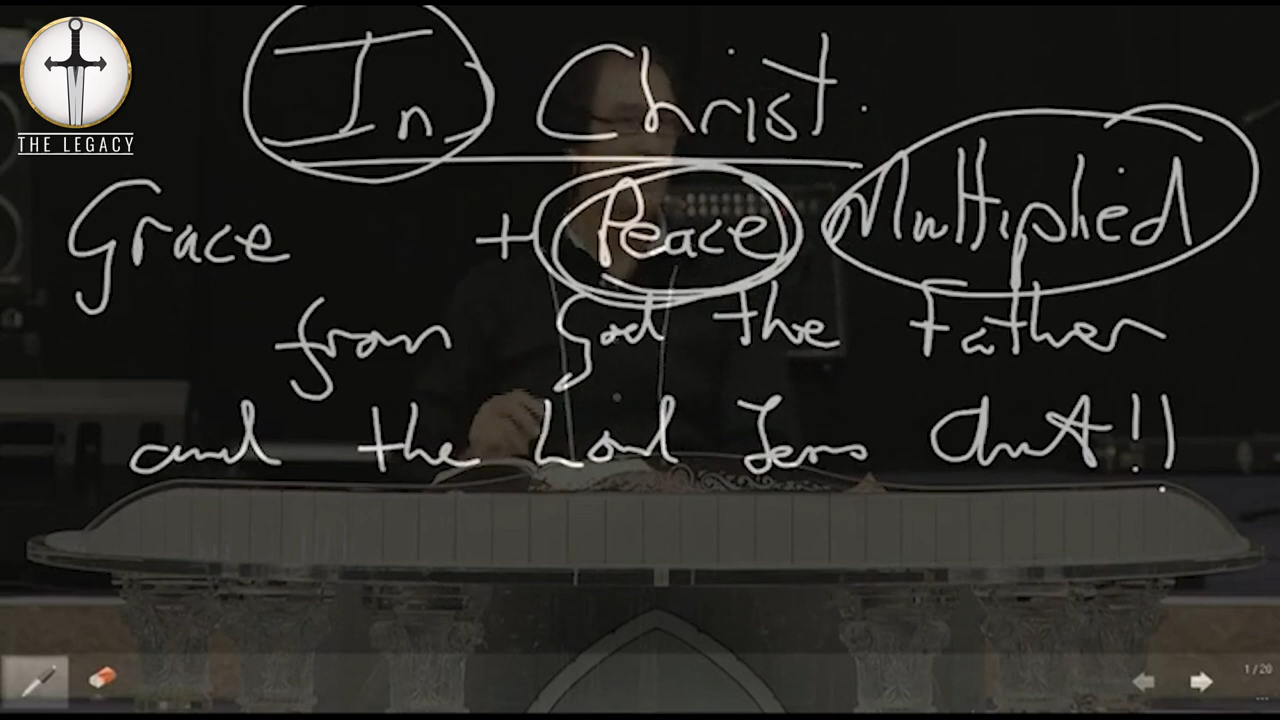 THE LEGACY
In Christ.
Grace + Peace Multiplied
from God the Father
and the Lord Jesus Christ!!
1/20